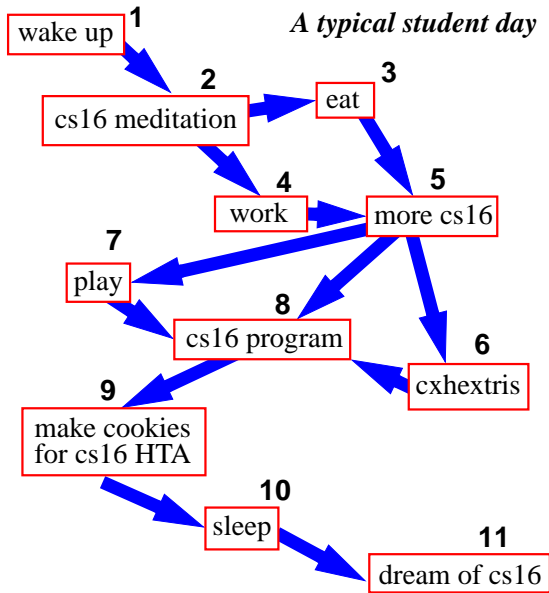 A typical student day
1
wake up
2
cs16 meditation
3
eat
4
work
5
more cs16
7
play
8
cs16 program
6
cxhextris
9
make cookies
for cs16 HTA
10
sleep
11
dream of cs16